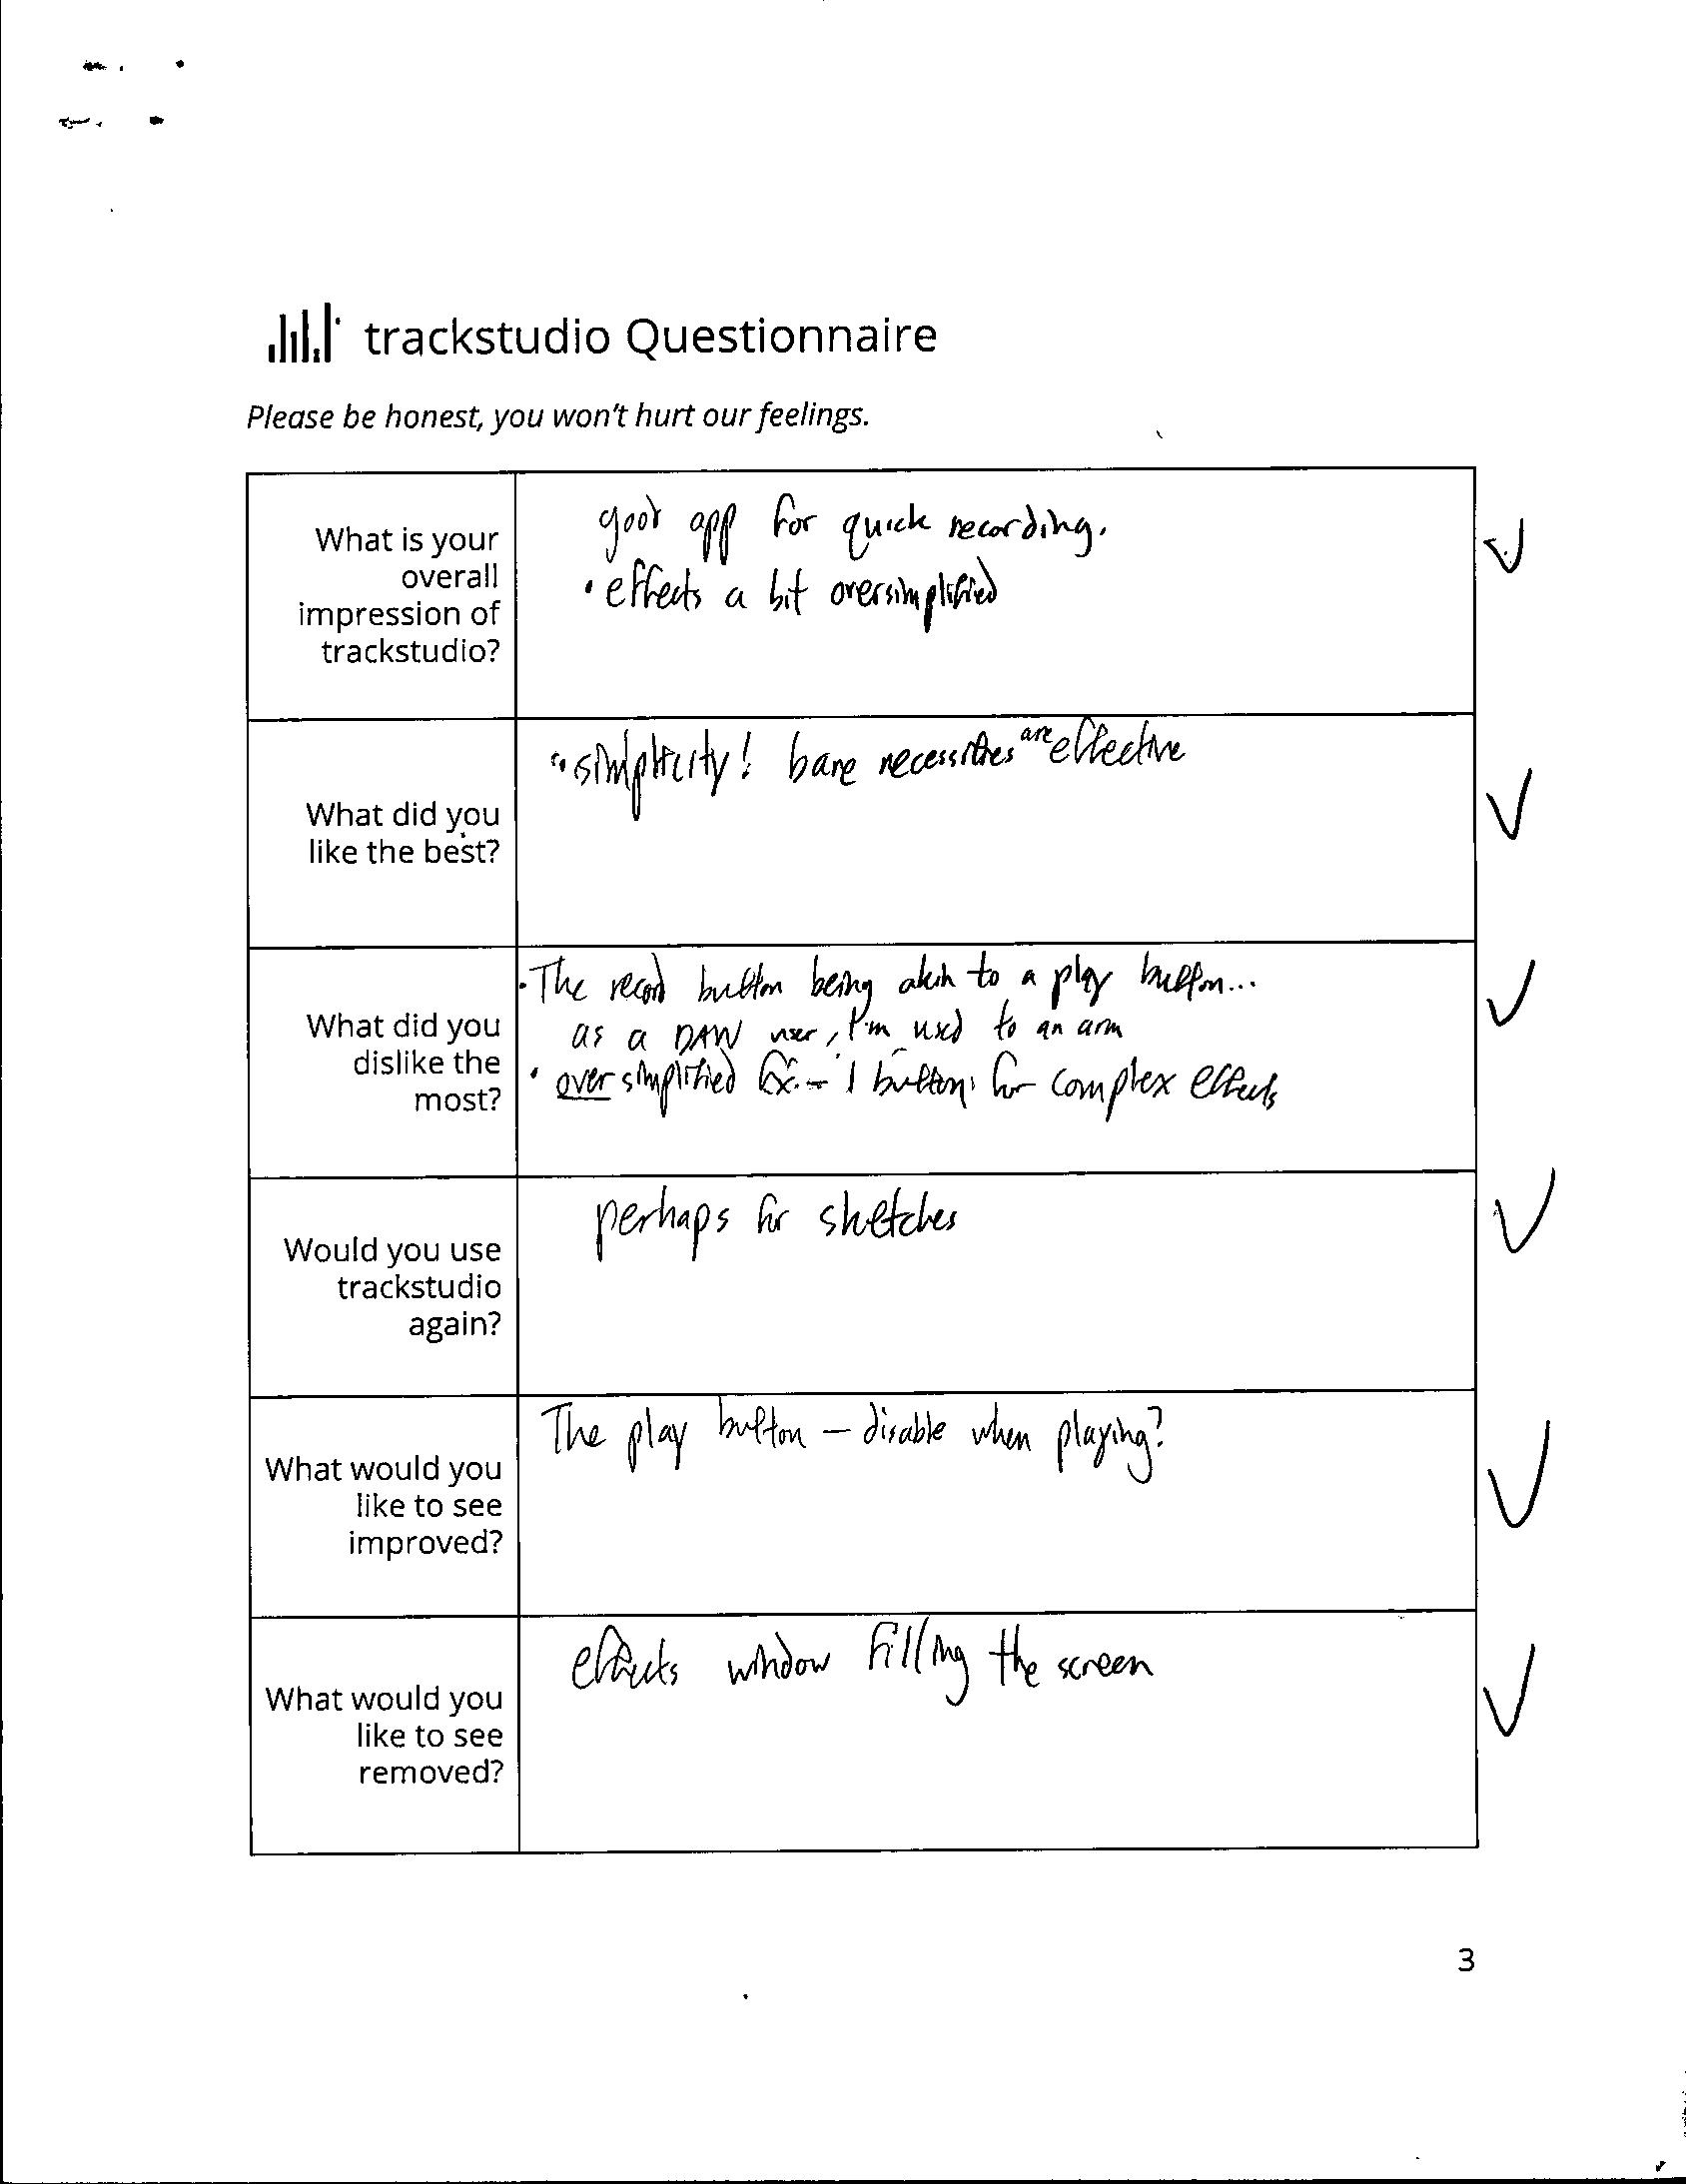 trackstudio Questionnaire
Please be honest, you won't hurt our feelings.
What is your
overall
impression of
trackstudio?
good app for quick recording.
• effects a bit oversimplified
What did you
like the best?
simplicity! bare necessities are effective
What did you
dislike the
most?
• The record button being akin to a play button...
as a DAW user, I'm used to an arm
• over simplified fx. - 1 button for complex effects
Would you use
trackstudio
again?
perhaps for sketches
What would you
like to see
improved?
The play button - disable when playing?
What would you
like to see
removed?
effects window filling the screen
3